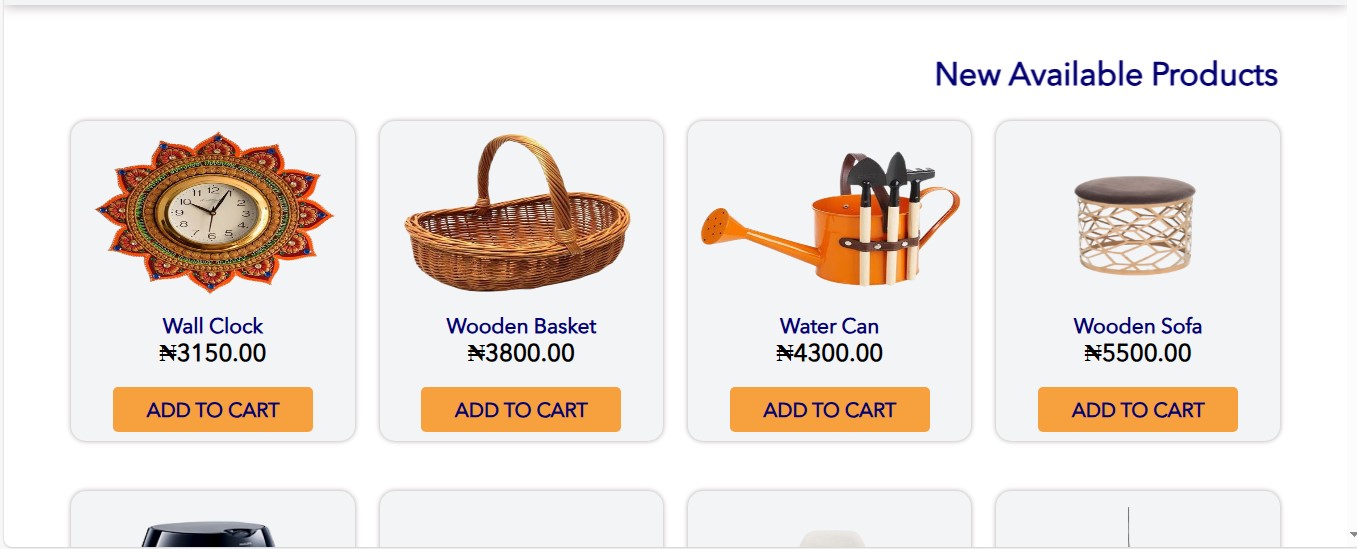 New Available Products
Wall Clock
₦3150.00
ADD TO CART
Wooden Basket
₦3800.00
ADD TO CART
Water Can
₦4300.00
ADD TO CART
Wooden Sofa
₦5500.00
ADD TO CART